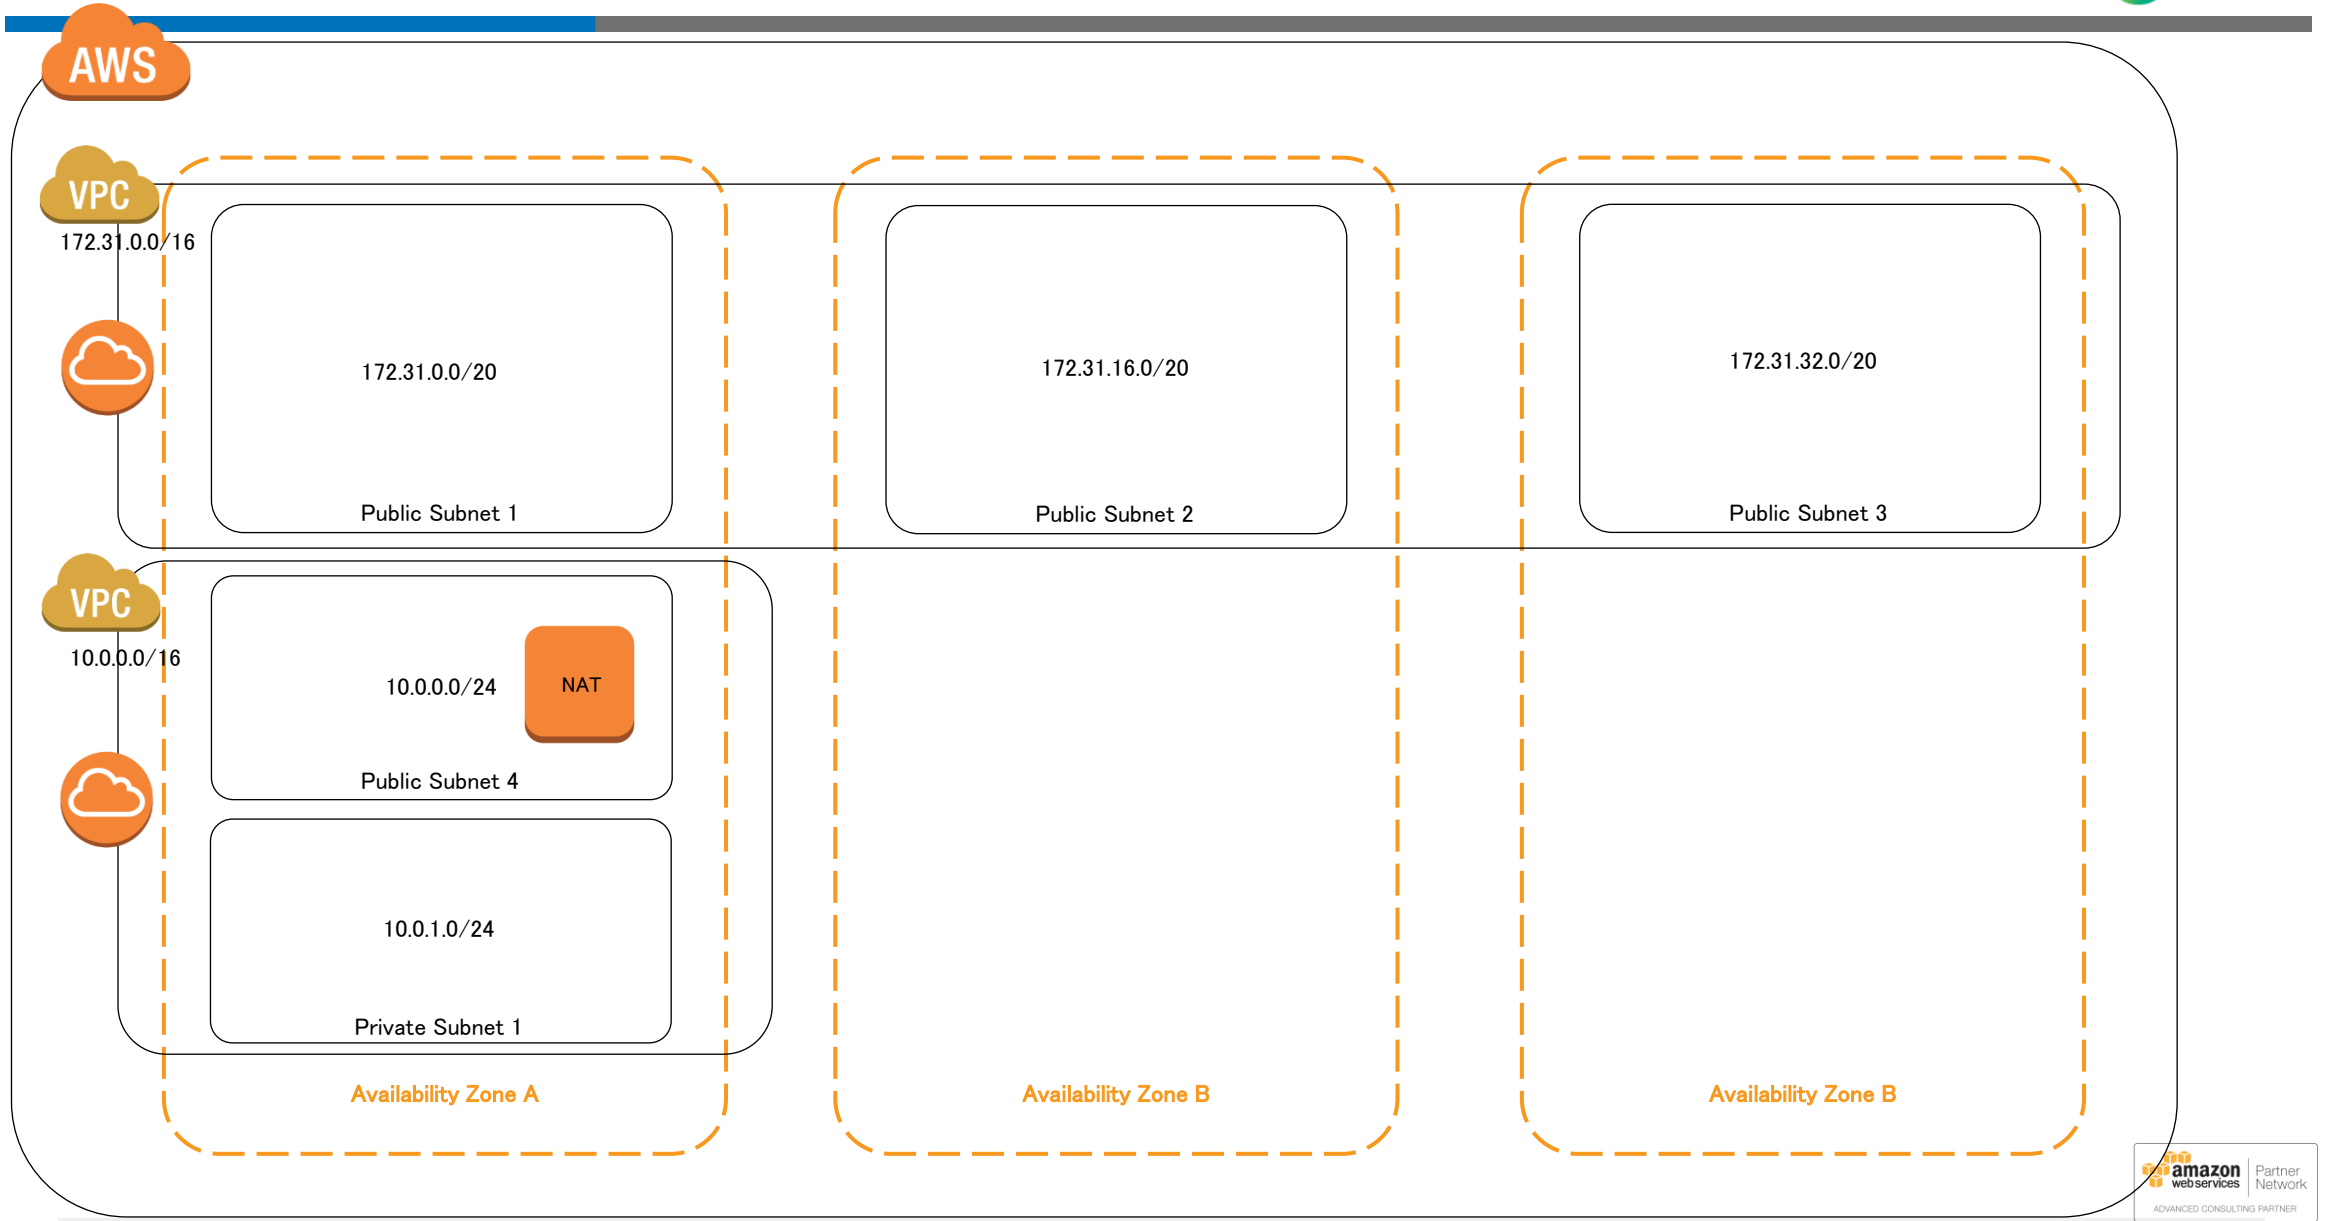 AWS
VPC
172.31.0.0/16
172.31.0.0/20
172.31.16.0/20
172.31.32.0/20
Public Subnet 1
Public Subnet 2
Public Subnet 3
VPC
10.0.0.0/16
10.0.0.0/24
NAT
Public Subnet 4
10.0.1.0/24
Private Subnet 1
Availability Zone A
Availability Zone B
Availability Zone B
amazon
webservices
Partner
Network
ADVANCED CONSULTING PARTNER